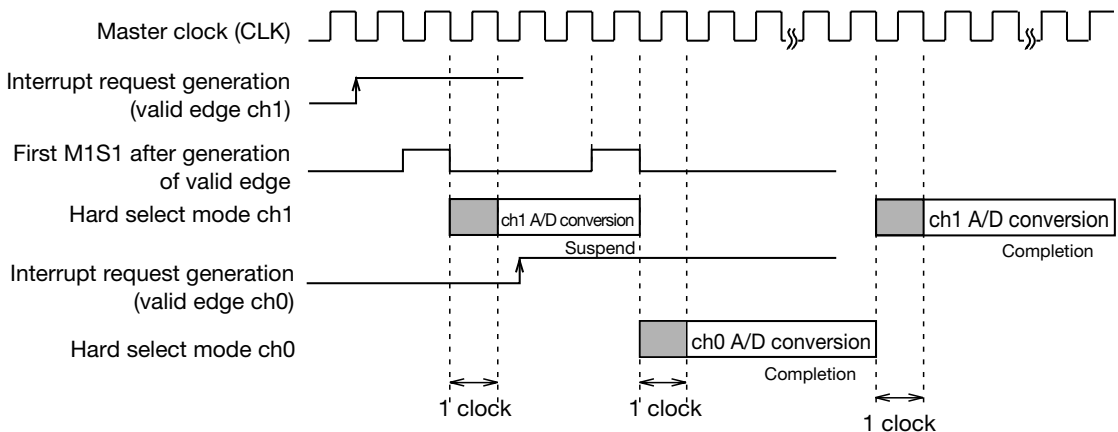 Master clock (CLK)
Interrupt request generation
(valid edge ch1)
First M1S1 after generation
of valid edge
Hard select mode ch1
ch1 A/D conversion
ch1 A/D conversion
Suspend
Completion
Interrupt request generation
(valid edge ch0)
Hard select mode ch0
ch0 A/D conversion
Completion
1 clock
1 clock
1 clock